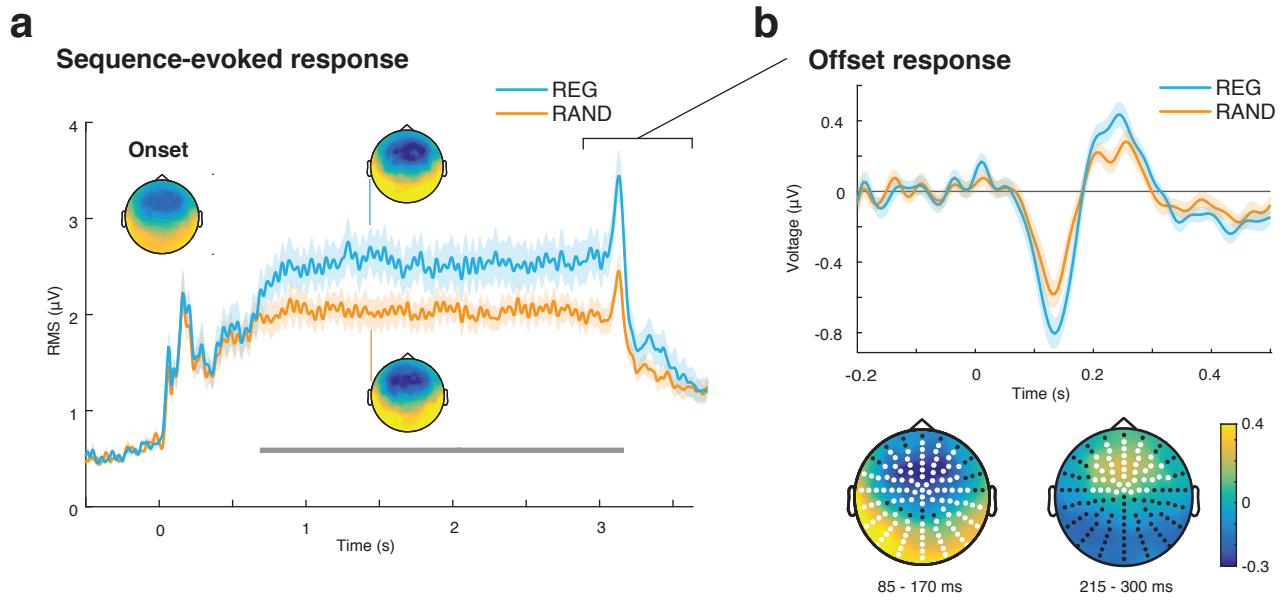 a
Sequence-evoked response
REG
RAND
4
3
2
1
0
RMS (μV)
Onset
0
1
2
3
Time (s)
b
Offset response
REG
RAND
0.4
0
-0.4
-0.8
Voltage (μV)
-0.2
0
0.2
0.4
Time (s)
0.4
0
-0.3
85 - 170 ms
215 - 300 ms